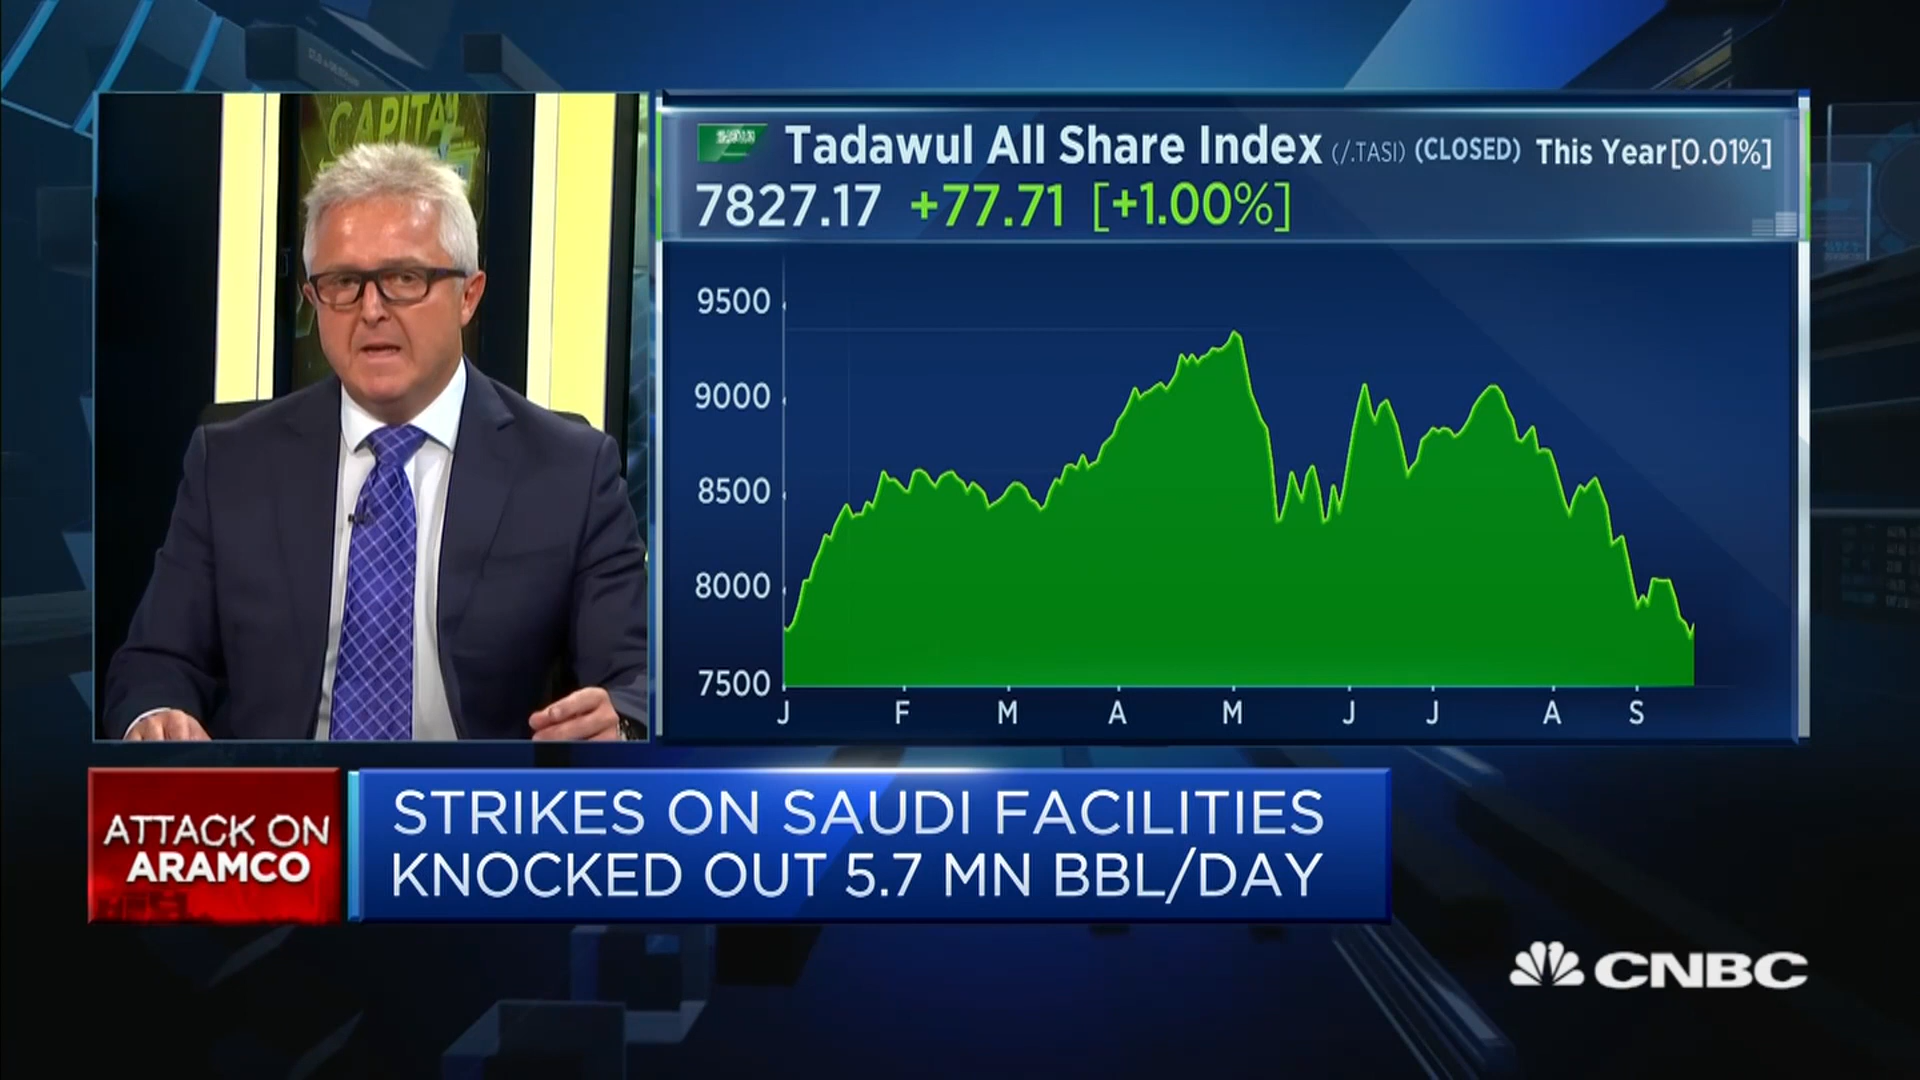 CAPITAL
Tadawul All Share Index (/.TASI) (CLOSED) This Year[0.01%]
7827.17 +77.71 [+1.00%]
9500
9000
8500
8000
7500
J F M A M J J A S
ATTACK ON
ARAMCO
STRIKES ON SAUDI FACILITIES
KNOCKED OUT 5.7 MN BBL/DAY
CNBC